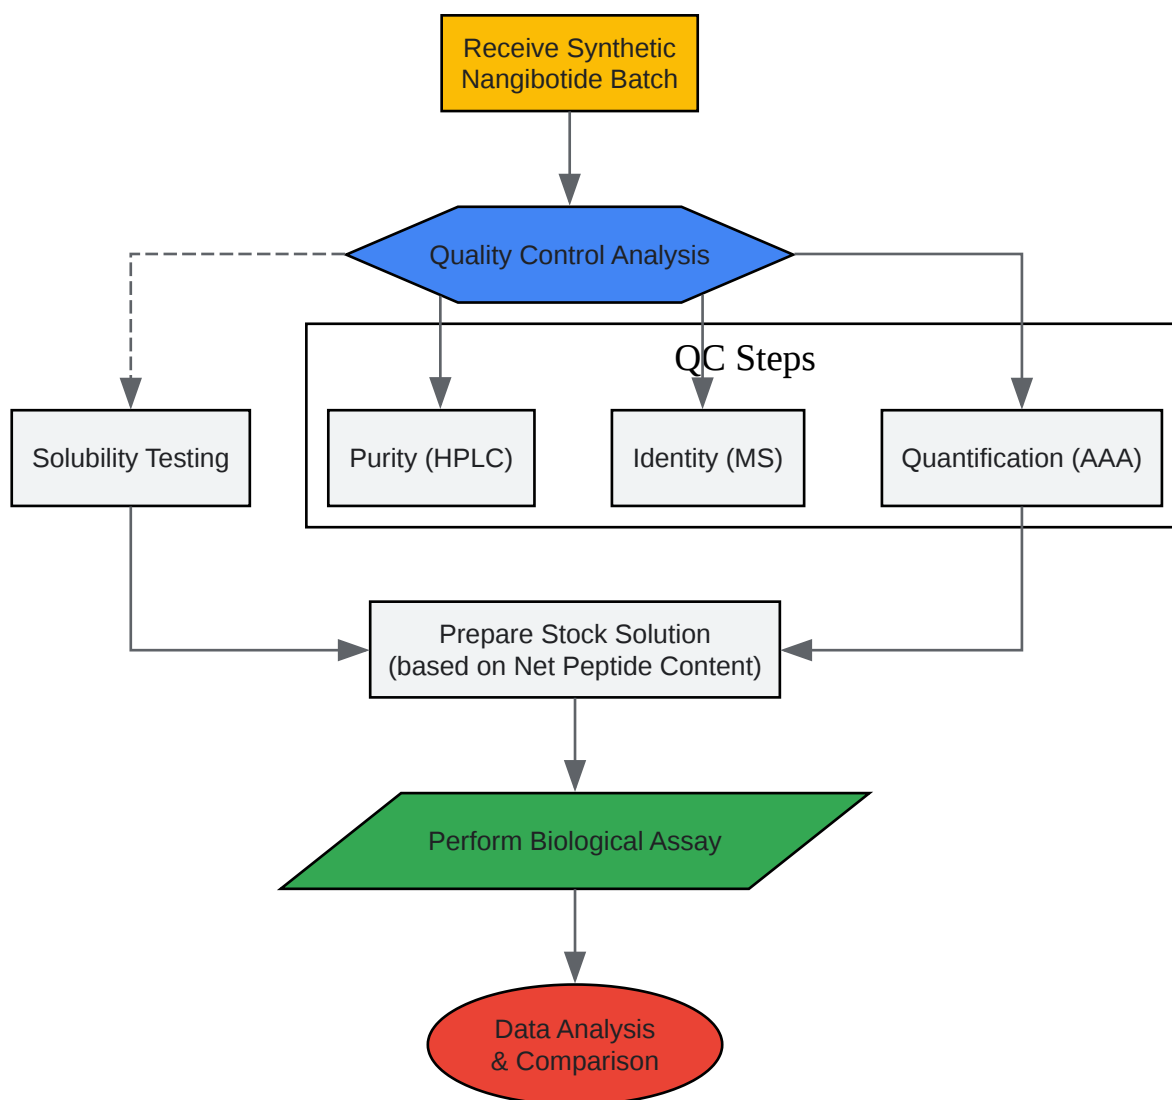 Receive Synthetic
Nangibotide Batch
Quality Control Analysis
QC Steps
Solubility Testing
Purity (HPLC)
Identity (MS)
Quantification (AAA)
Prepare Stock Solution
(based on Net Peptide Content)
Perform Biological Assay
Data Analysis
& Comparison